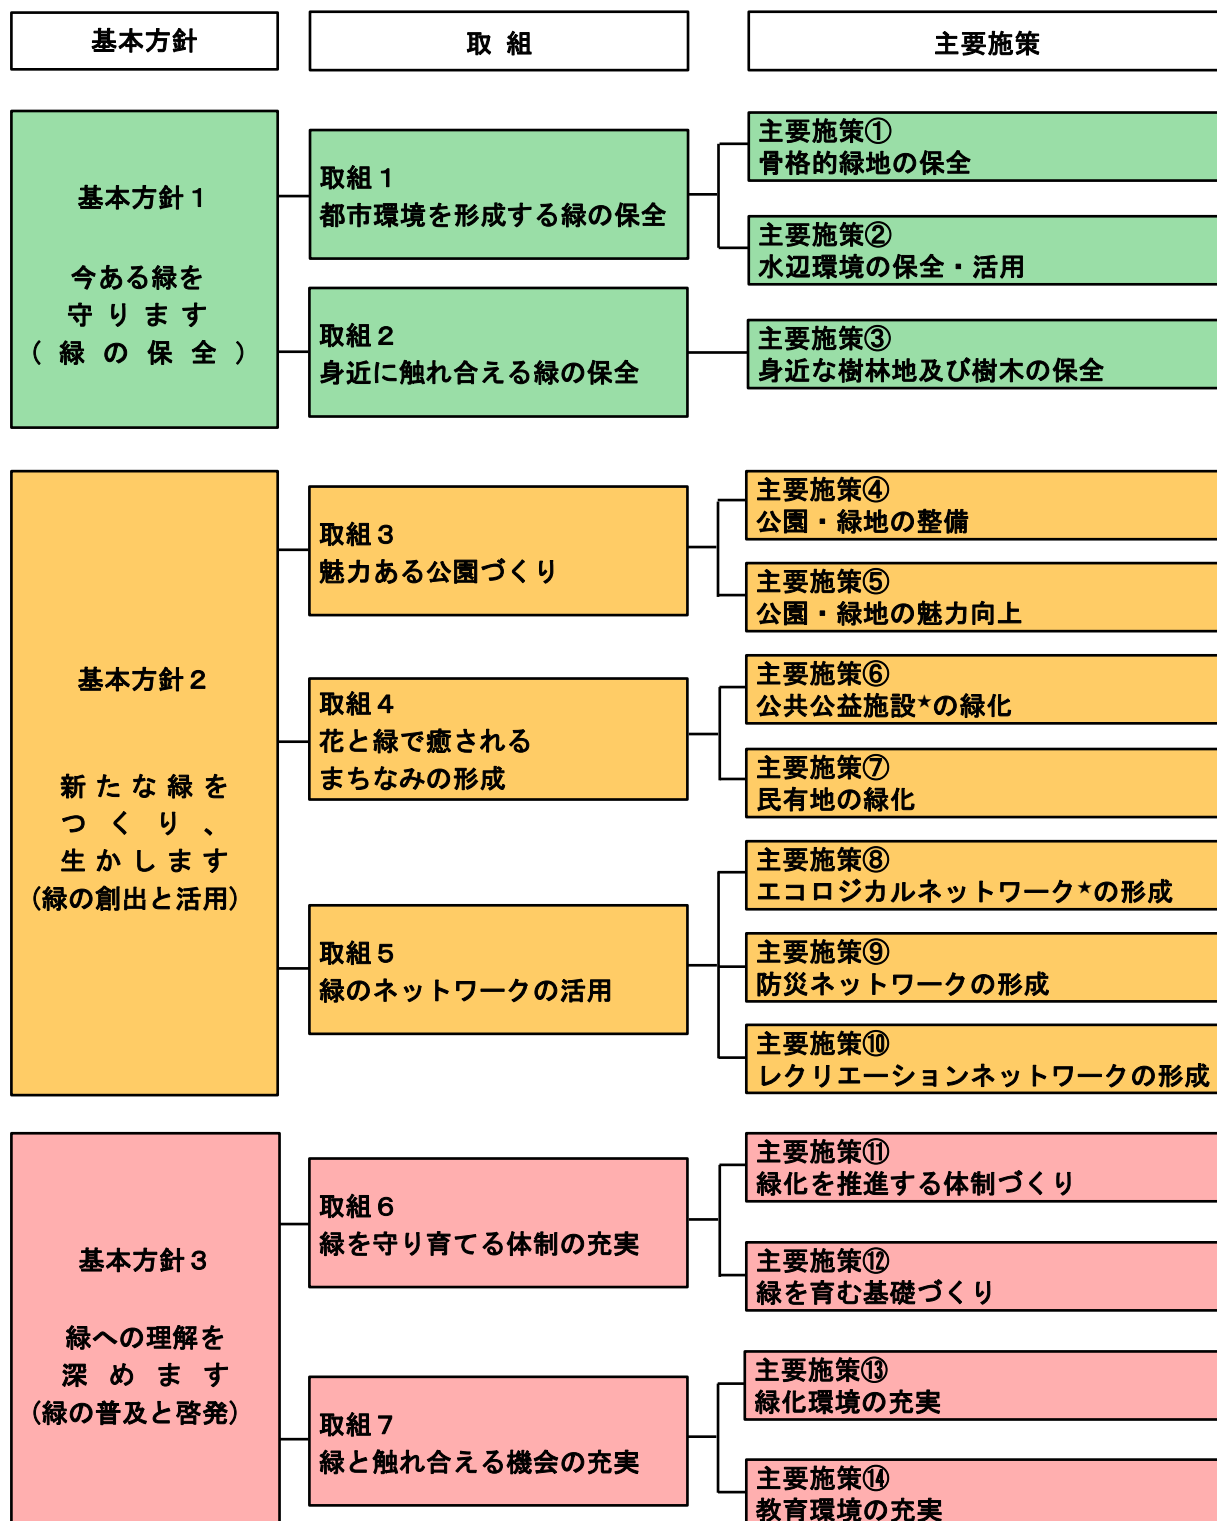 基本方針
取 組
主要施策
基本方針１
今ある緑を
守 り ま す
( 緑 の 保 全 )
取組１
都市環境を形成する緑の保全
主要施策①
骨格的緑地の保全
主要施策②
水辺環境の保全・活用
取組２
身近に触れ合える緑の保全
主要施策③
身近な樹林地及び樹木の保全
基本方針２
新 た な 緑 を
つ く り 、
生 か し ま す
(緑の創出と活用)
取組３
魅力ある公園づくり
主要施策④
公園・緑地の整備
主要施策⑤
公園・緑地の魅力向上
取組４
花と緑で癒される
まちなみの形成
主要施策⑥
公共公益施設★の緑化
主要施策⑦
民有地の緑化
取組５
緑のネットワークの活用
主要施策⑧
エコロジカルネットワーク★の形成
主要施策⑨
防災ネットワークの形成
主要施策⑩
レクリエーションネットワークの形成
基本方針３
緑への理解を
深 め ま す
(緑の普及と啓発)
取組６
緑を守り育てる体制の充実
主要施策⑪
緑化を推進する体制づくり
主要施策⑫
緑を育む基礎づくり
取組７
緑と触れ合える機会の充実
主要施策⑬
緑化環境の充実
主要施策⑭
教育環境の充実